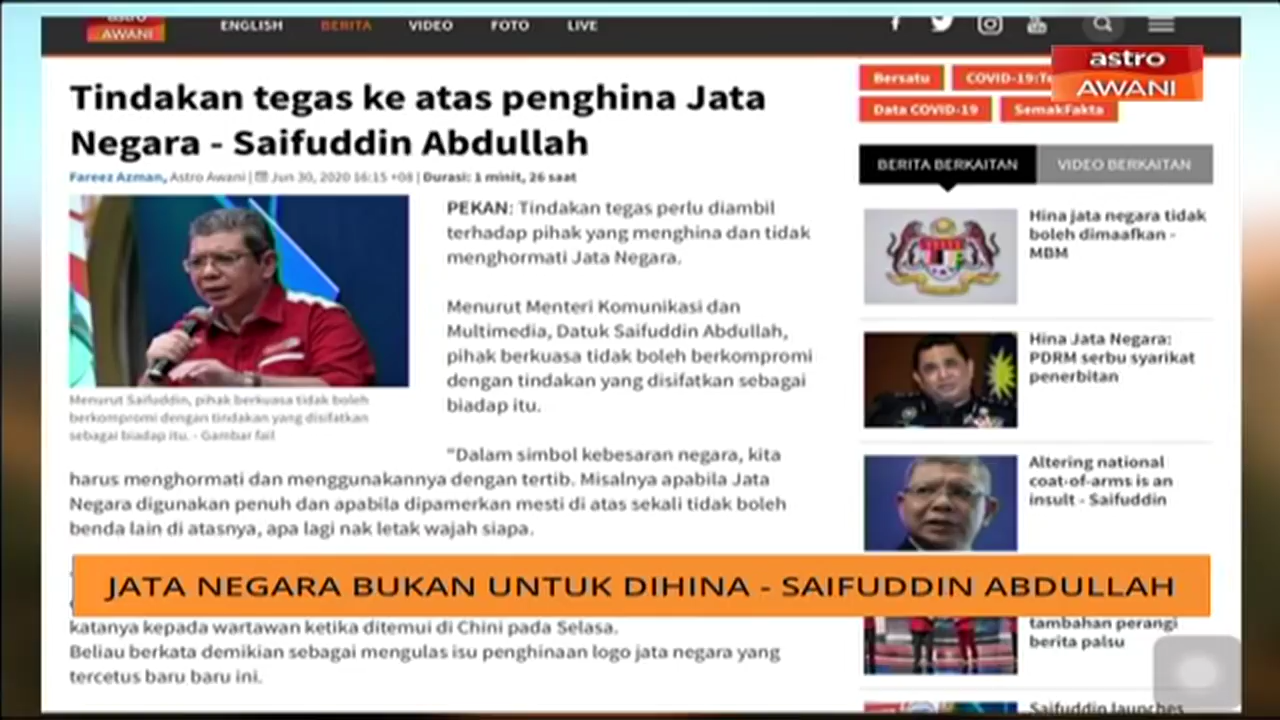 astro
AWANI
ENGLISH BERITA VIDEO FOTO LIVE
astro
AWANI
Tindakan tegas ke atas penghina Jata
Negara - Saifuddin Abdullah
Fareez Azman, Astro Awani | Jun 30, 2020 16:15 +08 | Durasi: 1 minit, 26 saat
Menurut Saifuddin, pihak berkuasa tidak boleh
berkompromi dengan tindakan yang disifatkan
sebagai biadap itu. - Gambar fail
PEKAN: Tindakan tegas perlu diambil
terhadap pihak yang menghina dan tidak
menghormati Jata Negara.
Menurut Menteri Komunikasi dan
Multimedia, Datuk Saifuddin Abdullah,
pihak berkuasa tidak boleh berkompromi
dengan tindakan yang disifatkan sebagai
biadap itu.
"Dalam simbol kebesaran negara, kita
harus menghormati dan menggunakannya dengan tertib. Misalnya apabila Jata
Negara digunakan penuh dan apabila dipamerkan mesti di atas sekali tidak boleh
benda lain di atasnya, apa lagi nak letak wajah siapa.
JATA NEGARA BUKAN UNTUK DIHINA - SAIFUDDIN ABDULLAH
katanya kepada wartawan ketika ditemui di Chini pada Selasa.
Beliau berkata demikian sebagai mengulas isu penghinaan logo jata negara yang
tercetus baru baru ini.
Bersatu COVID-19:
Data COVID-19 SemakFakta
BERITA BERKAITAN VIDEO BERKAITAN
Hina jata negara tidak
boleh dimaafkan -
MBM
Hina Jata Negara:
PDRM serbu syarikat
penerbitan
Altering national
coat-of-arms is an
insult - Saifuddin
tambahan perangi
berita palsu
Saifuddin launches